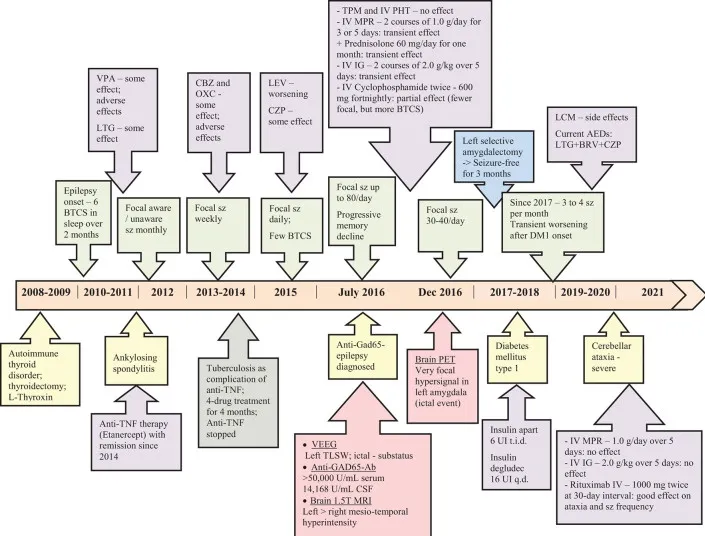 - TPM and IV PHT – no effect
- IV MPR – 2 courses of 1.0 g/day for
3 or 5 days: transient effect
+ Prednisolone 60 mg/day for one
month: transient effect
- IV IG – 2 courses of 2.0 g/kg over 5
days: transient effect
- IV Cyclophosphamide twice - 600
mg fortnightly: partial effect (fewer
focal, but more BTCS)
VPA – some
effect;
adverse
effects
LTG – some
effect
CBZ and
OXC -
some
effect;
adverse
effects
LEV –
worsening
CZP –
some effect
Left selective
amygdalectomy
-> Seizure-free
for 3 months
LCM – side effects
Current AEDs:
LTG+BRV+CZP
Epilepsy
onset – 6
BTCS in
sleep over
2 months
Focal aware
/ unaware
sz monthly
Focal sz
weekly
Focal sz
daily;
Few BTCS
Focal sz up
to 80/day
Progressive
memory
decline
Focal sz
30-40/day
Since 2017 – 3 to 4 sz
per month
Transient worsening
after DM1 onset
2008-2009 | 2010-2011 | 2012 | 2013-2014 | 2015 | July 2016 | Dec 2016 | 2017-2018 | 2019-2020 | 2021
Autoimmune
thyroid
disorder;
thyroidectomy;
L-Thyroxin
Ankylosing
spondylitis
Anti-TNF therapy
(Etanercept) with
remission since
2014
Tuberculosis as
complication of
anti-TNF;
4-drug treatment
for 4 months;
Anti-TNF
stopped
Anti-Gad65-
epilepsy
diagnosed
• VEEG
Left TLSW; ictal - substatus
• Anti-GAD65-Ab
>50,000 U/mL serum
14,168 U/mL CSF
• Brain 1.5T MRI
Left > right mesio-temporal
hyperintensity
Brain PET
Very focal
hypersignal in
left amygdala
(ictal event)
Diabetes
mellitus
type 1
Insulin apart
6 UI t.i.d.
Insulin
degludec
16 UI q.d.
Cerebellar
ataxia -
severe
- IV MPR – 1.0 g/day over 5
days: no effect
- IV IG – 2.0 g/kg over 5 days: no
effect
- Rituximab IV – 1000 mg twice
at 30-day interval: good effect on
ataxia and sz frequency